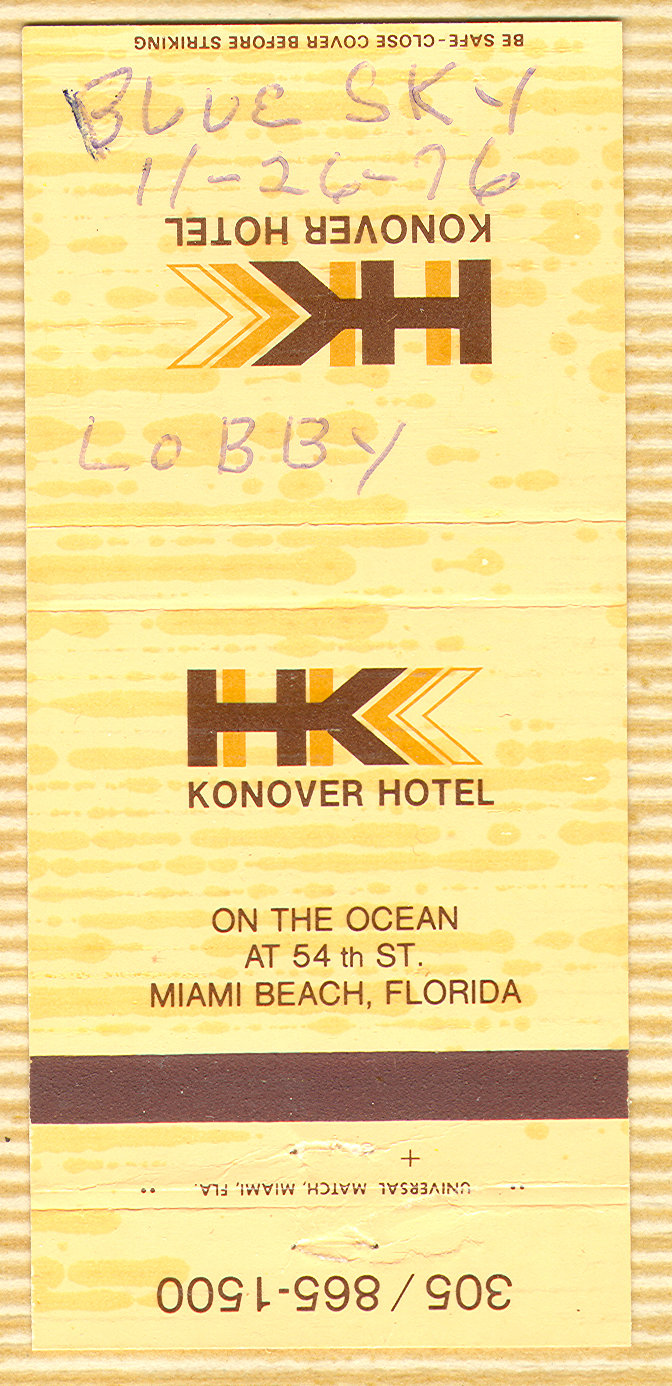 BE SAFE-CLOSE COVER BEFORE STRIKING
BLUE SKY
11-26-76
KONOVER HOTEL
HK
LOBBY
HK
KONOVER HOTEL
ON THE OCEAN
AT 54 th ST.
MIAMI BEACH, FLORIDA
+
UNIVERSAL MATCH, MIAMI, FLA.
305 / 865-1500